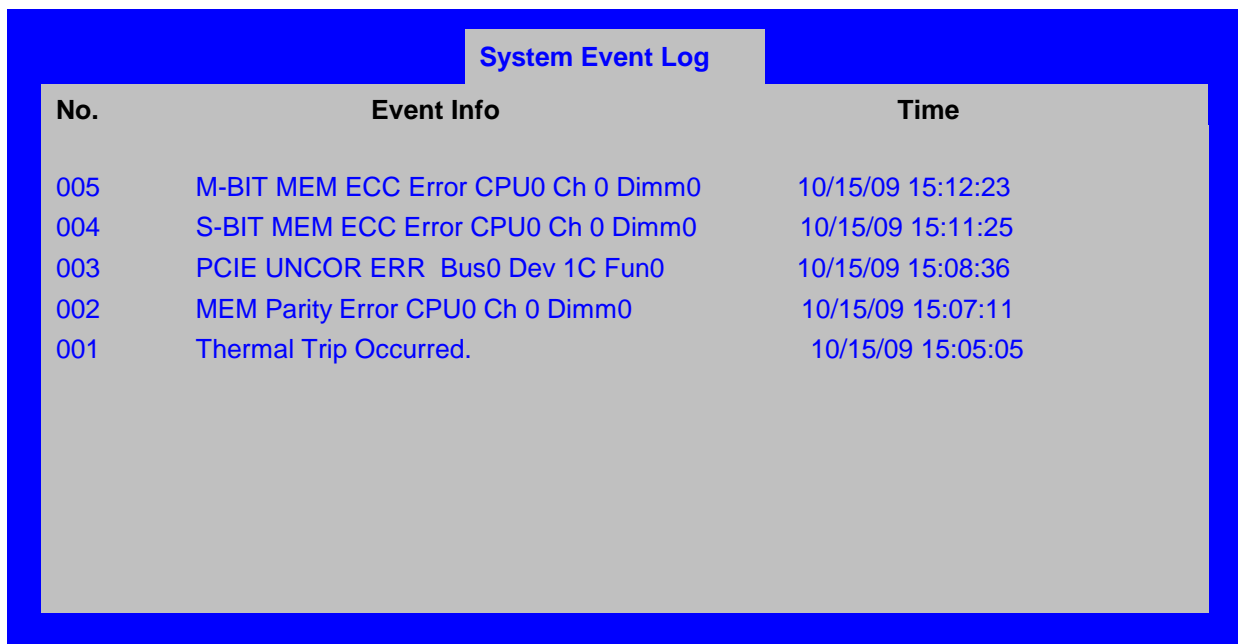 System Event Log
No. Event Info Time
005 M-BIT MEM ECC Error CPU0 Ch 0 Dimm0 10/15/09 15:12:23
004 S-BIT MEM ECC Error CPU0 Ch 0 Dimm0 10/15/09 15:11:25
003 PCIE UNCOR ERR Bus0 Dev 1C Fun0 10/15/09 15:08:36
002 MEM Parity Error CPU0 Ch 0 Dimm0 10/15/09 15:07:11
001 Thermal Trip Occurred. 10/15/09 15:05:05